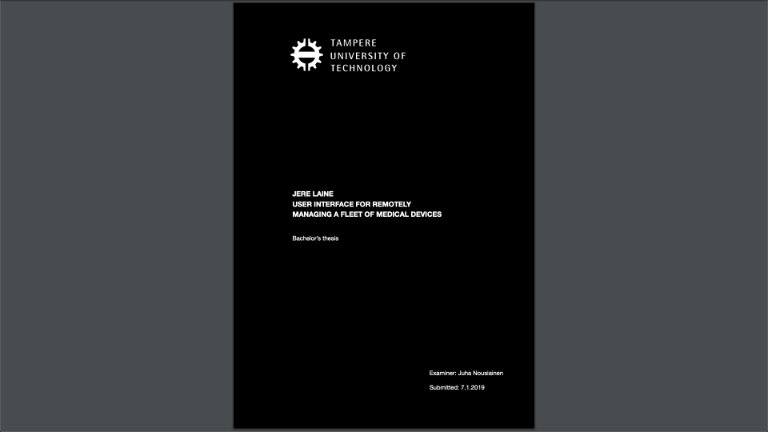 TAMPERE
UNIVERSITY OF
TECHNOLOGY
JERE LAINE
USER INTERFACE FOR REMOTELY
MANAGING A FLEET OF MEDICAL DEVICES
Bachelor's thesis
Examiner: Juha Nousiainen
Submitted: 7.1.2019